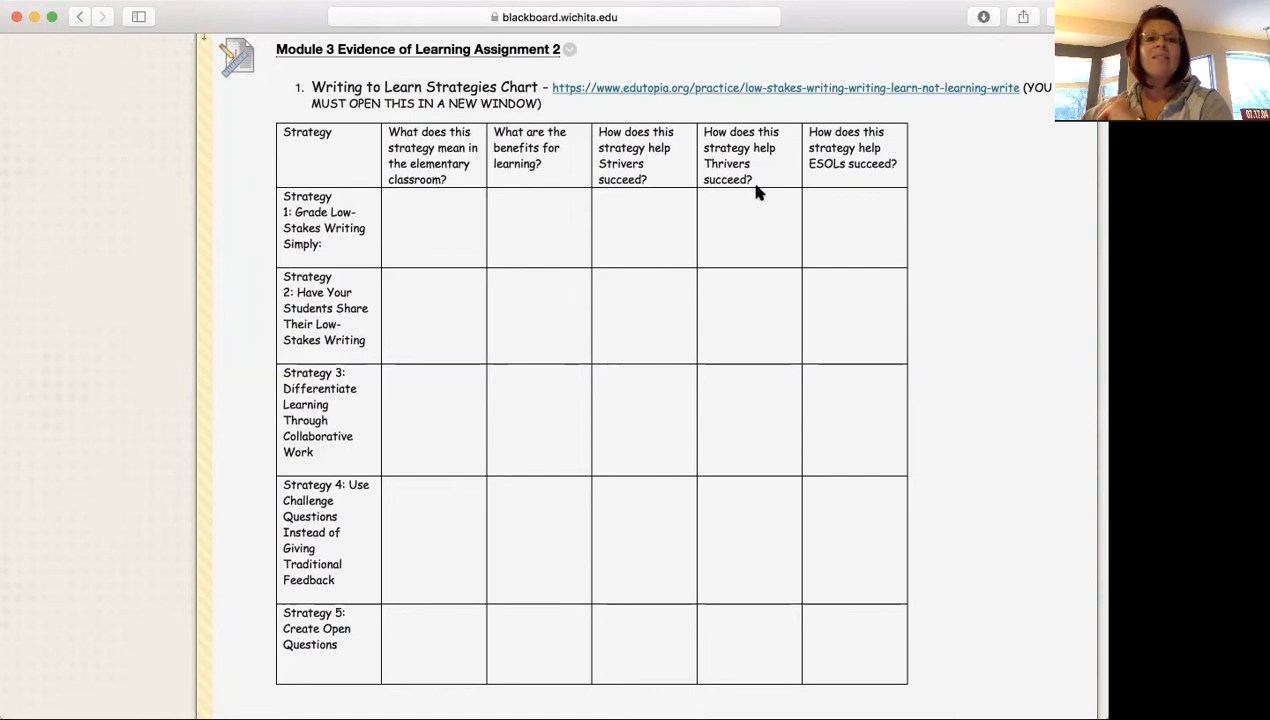 blackboard.wichita.edu
Module 3 Evidence of Learning Assignment 2
1. Writing to Learn Strategies Chart - https://www.edutopia.org/practice/low-stakes-writing-writing-learn-not-learning-write (YOU
MUST OPEN THIS IN A NEW WINDOW)
Strategy
What does this
strategy mean in
the elementary
classroom?
What are the
benefits for
learning?
How does this
strategy help
Strivers
succeed?
How does this
strategy help
Thrivers
succeed?
How does this
strategy help
ESOLs succeed?
Strategy
1: Grade Low-
Stakes Writing
Simply:
Strategy
2: Have Your
Students Share
Their Low-
Stakes Writing
Strategy 3:
Differentiate
Learning
Through
Collaborative
Work
Strategy 4: Use
Challenge
Questions
Instead of
Giving
Traditional
Feedback
Strategy 5:
Create Open
Questions